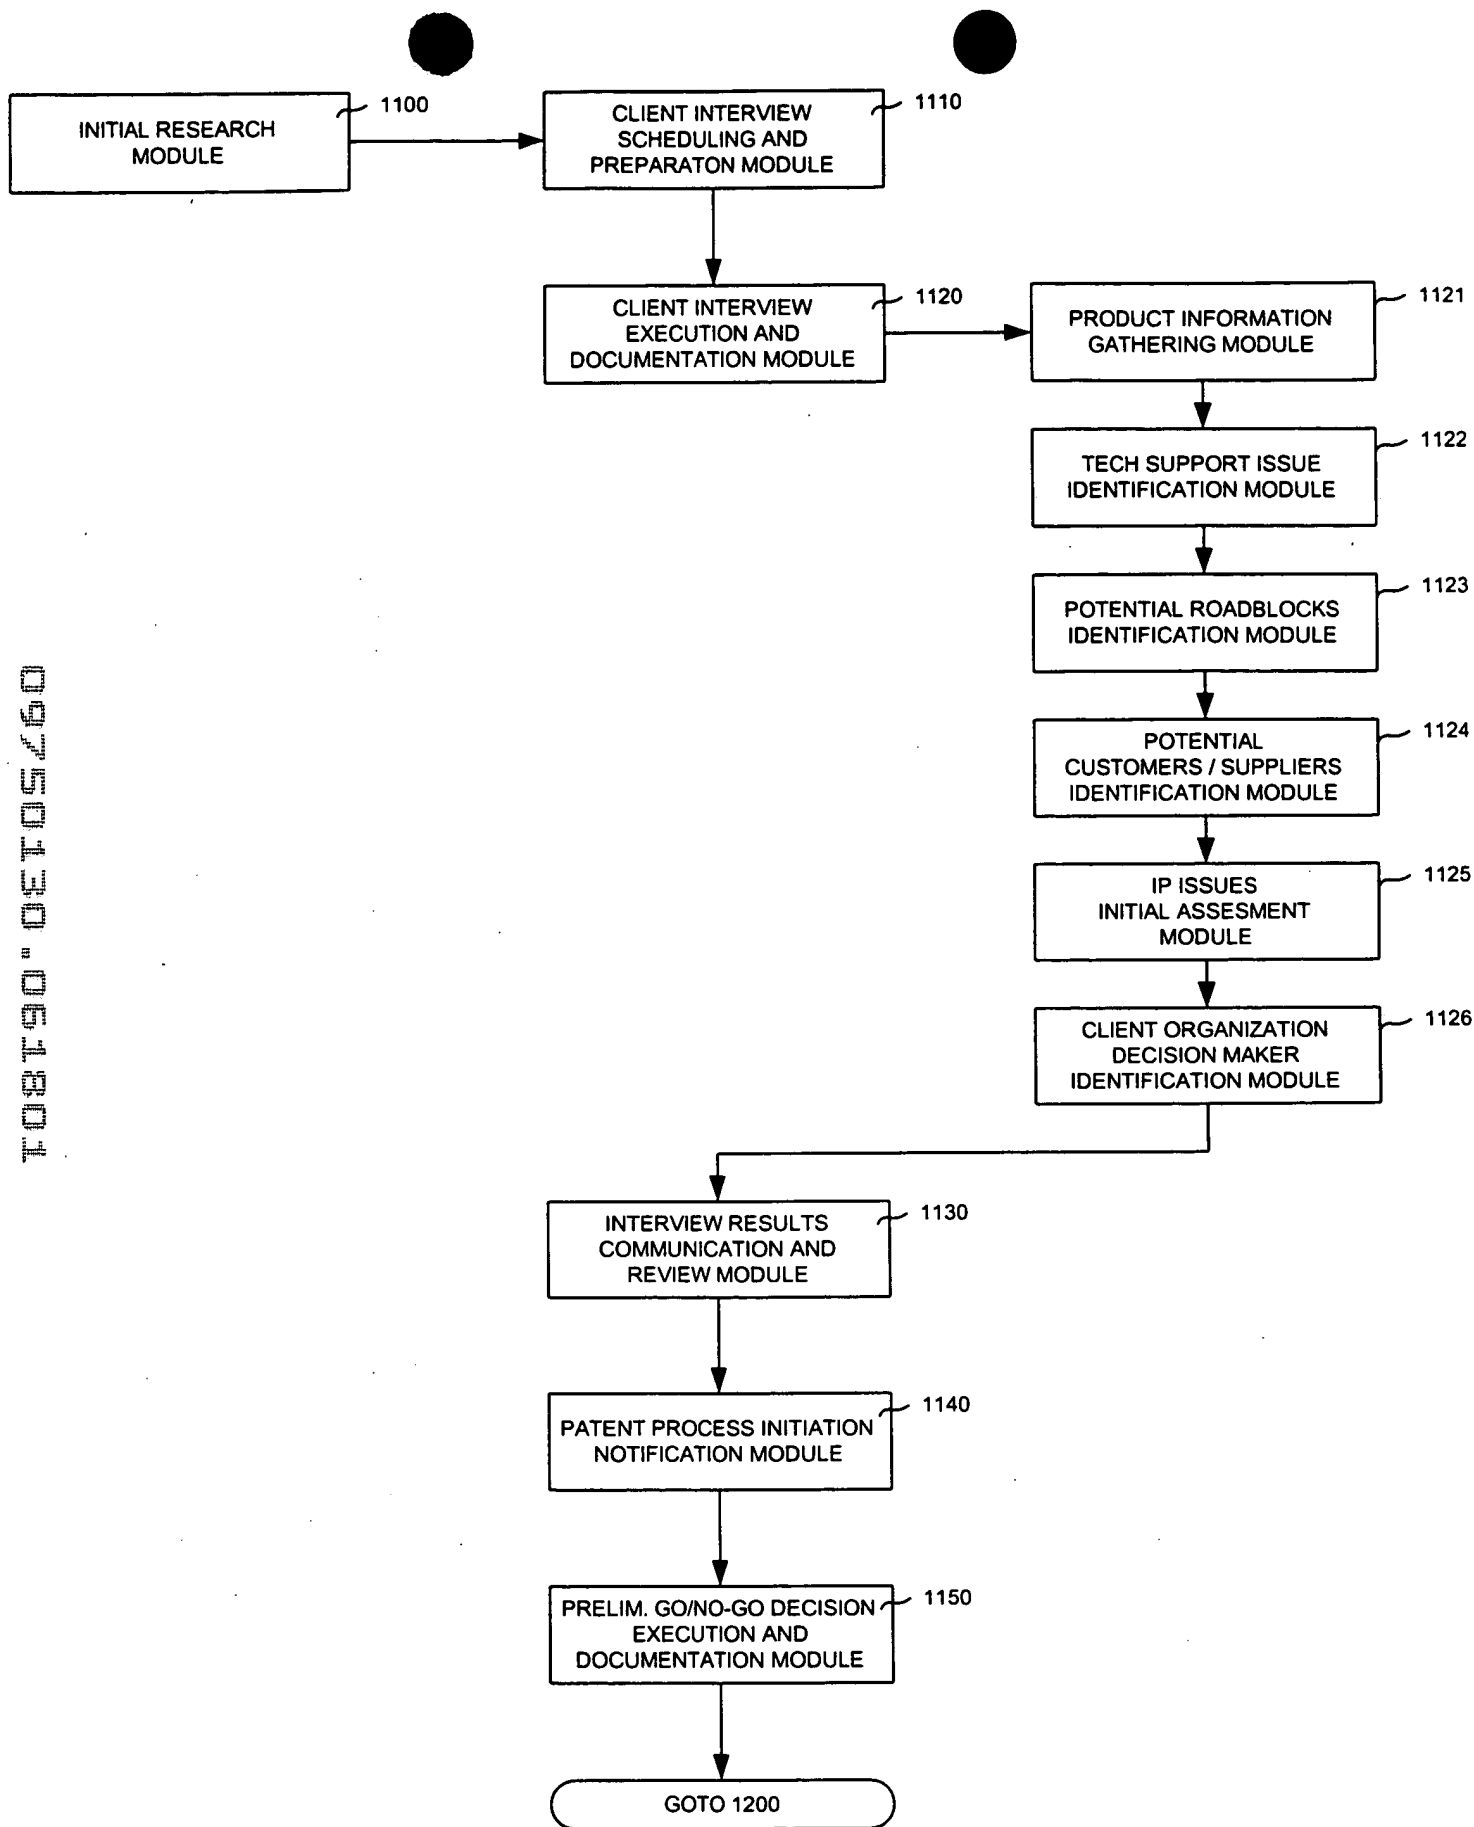 1100
INITIAL RESEARCH
MODULE
1110
CLIENT INTERVIEW
SCHEDULING AND
PREPARATON MODULE
1120
CLIENT INTERVIEW
EXECUTION AND
DOCUMENTATION MODULE
1121
PRODUCT INFORMATION
GATHERING MODULE
1122
TECH SUPPORT ISSUE
IDENTIFICATION MODULE
1123
POTENTIAL ROADBLOCKS
IDENTIFICATION MODULE
1124
POTENTIAL
CUSTOMERS / SUPPLIERS
IDENTIFICATION MODULE
1125
IP ISSUES
INITIAL ASSESMENT
MODULE
1126
CLIENT ORGANIZATION
DECISION MAKER
IDENTIFICATION MODULE
1130
INTERVIEW RESULTS
COMMUNICATION AND
REVIEW MODULE
1140
PATENT PROCESS INITIATION
NOTIFICATION MODULE
1150
PRELIM. GO/NO-GO DECISION
EXECUTION AND
DOCUMENTATION MODULE
GOTO 1200
09750130.061801